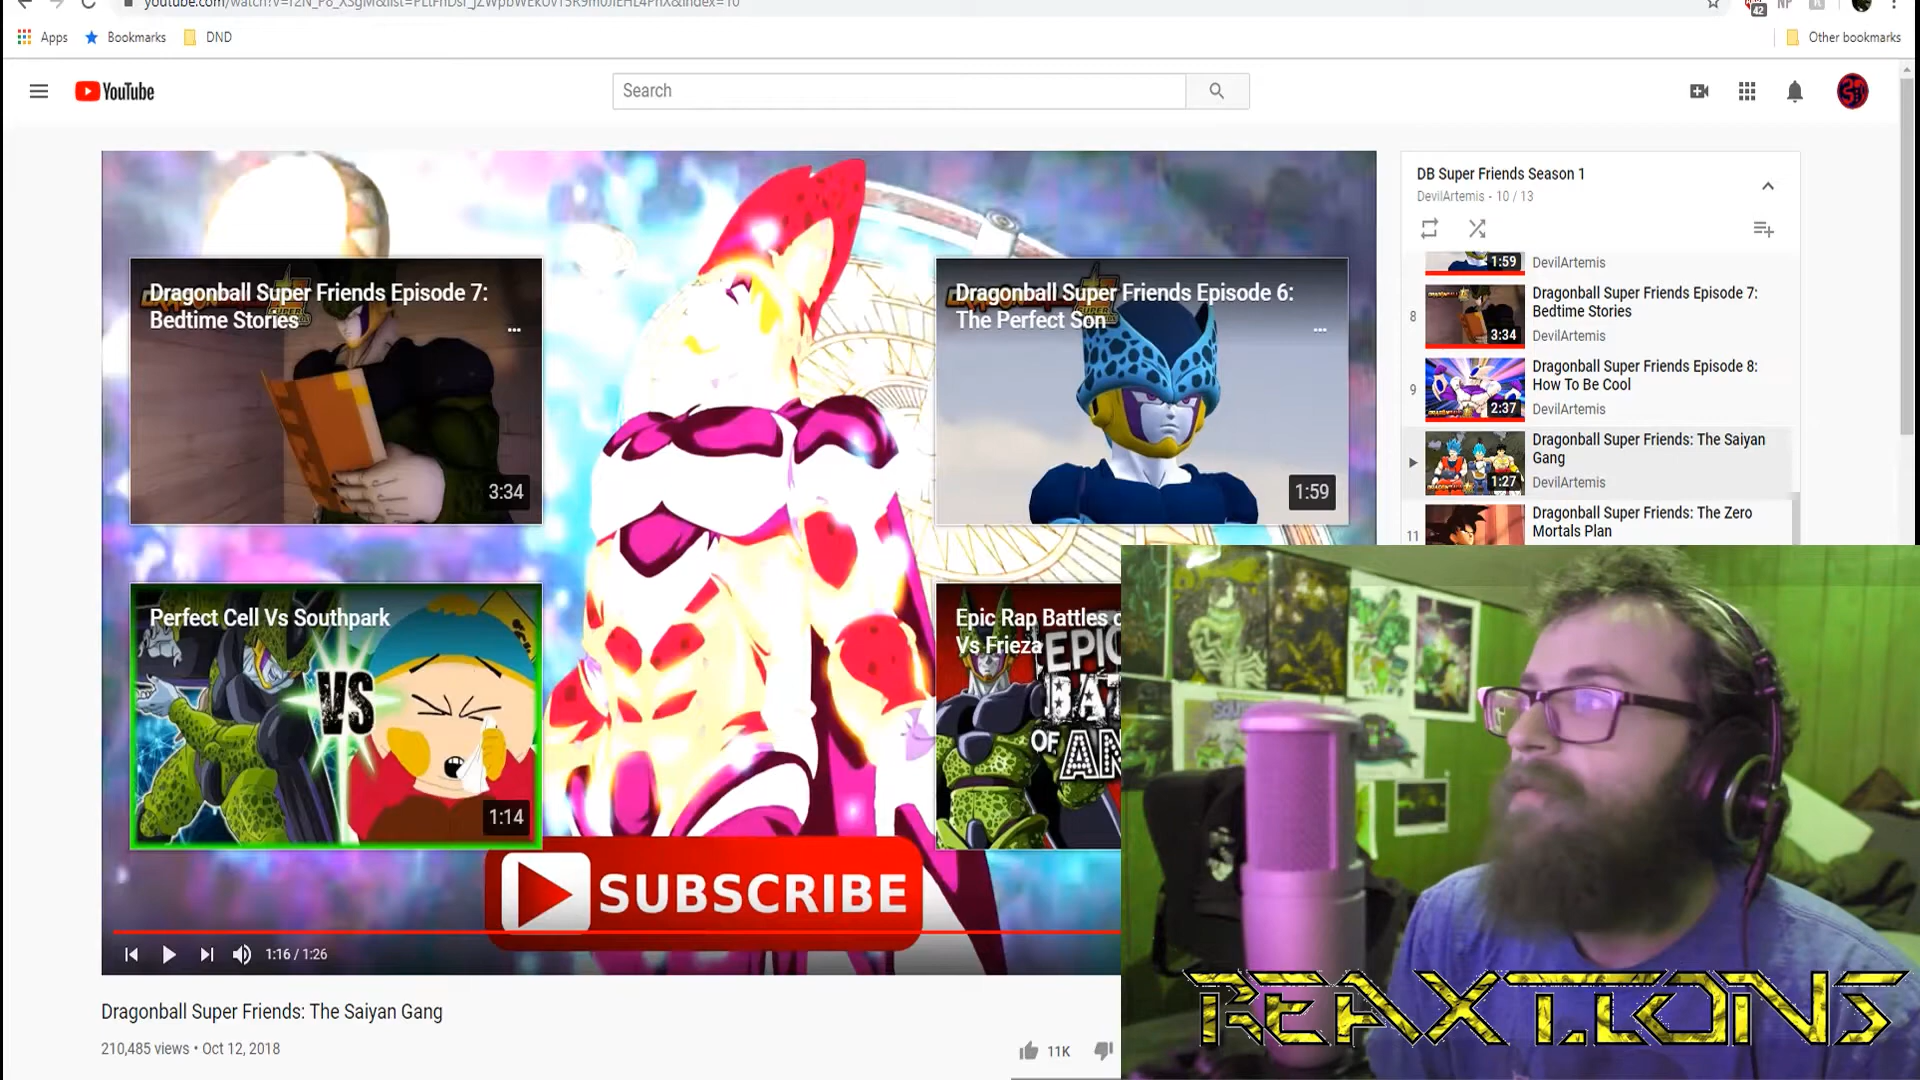 42
Apps
Bookmarks
DND
Other bookmarks
YouTube
Search
Dragonball Super Friends Episode 7:
Bedtime Stories
3:34
Dragonball Super Friends Episode 6:
The Perfect Son
1:59
Perfect Cell Vs Southpark
VS
1:14
Epic Rap Battles
Vs Frieza
EPIC
OF
SUBSCRIBE
1:16 / 1:26
Dragonball Super Friends: The Saiyan Gang
210,485 views • Oct 12, 2018
11K
DB Super Friends Season 1
DevilArtemis - 10 / 13
1:59
DevilArtemis
8
3:34
Dragonball Super Friends Episode 7:
Bedtime Stories
DevilArtemis
9
2:37
Dragonball Super Friends Episode 8:
How To Be Cool
DevilArtemis
1:27
Dragonball Super Friends: The Saiyan
Gang
DevilArtemis
11
Dragonball Super Friends: The Zero
Mortals Plan
REAXTIONS